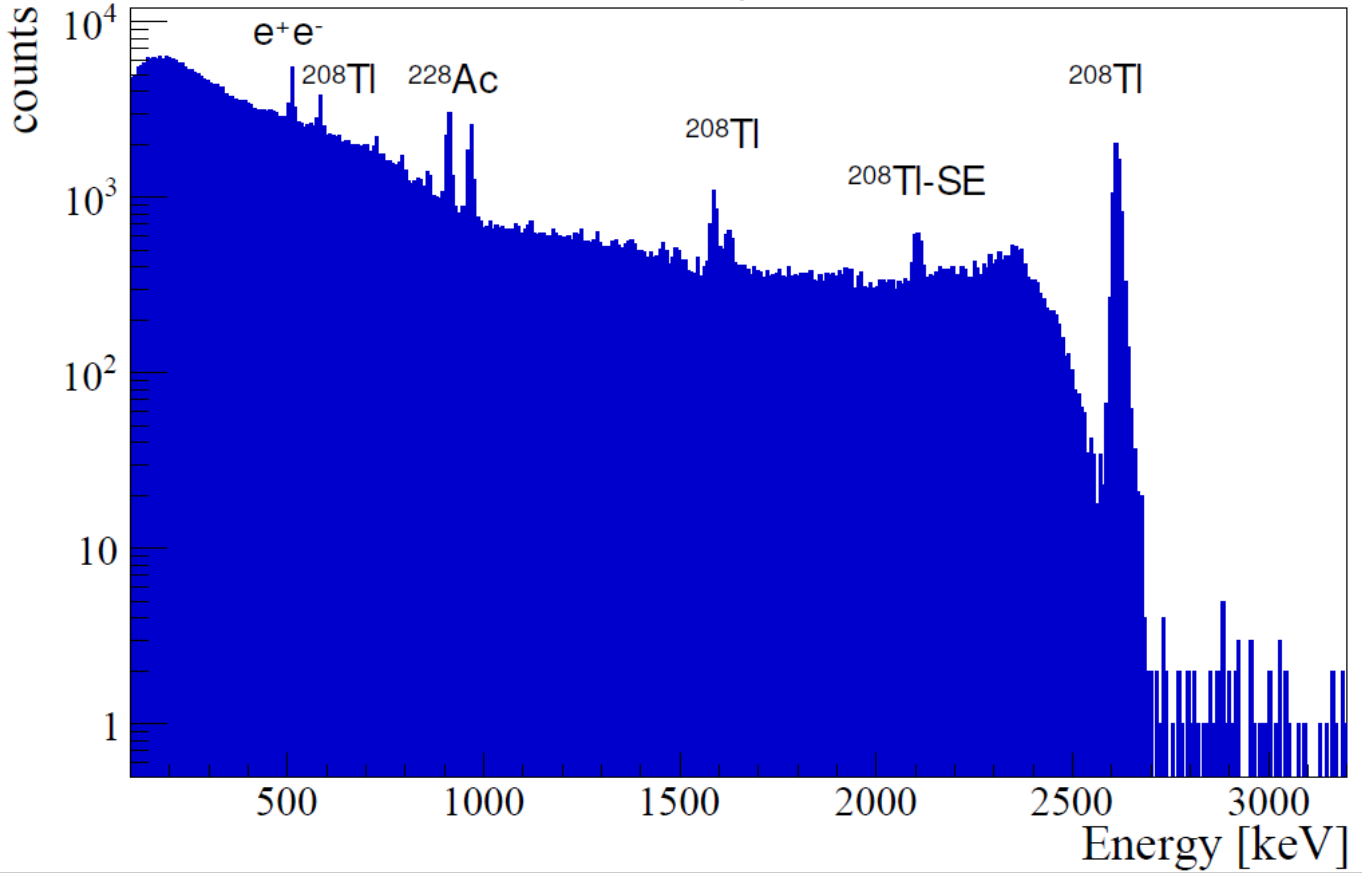 counts
10⁴
10³
10²
10
1
e⁺e⁻
²⁰⁸Tl
²²⁸Ac
²⁰⁸Tl
²⁰⁸Tl-SE
²⁰⁸Tl
500 1000 1500 2000 2500 3000
Energy [keV]